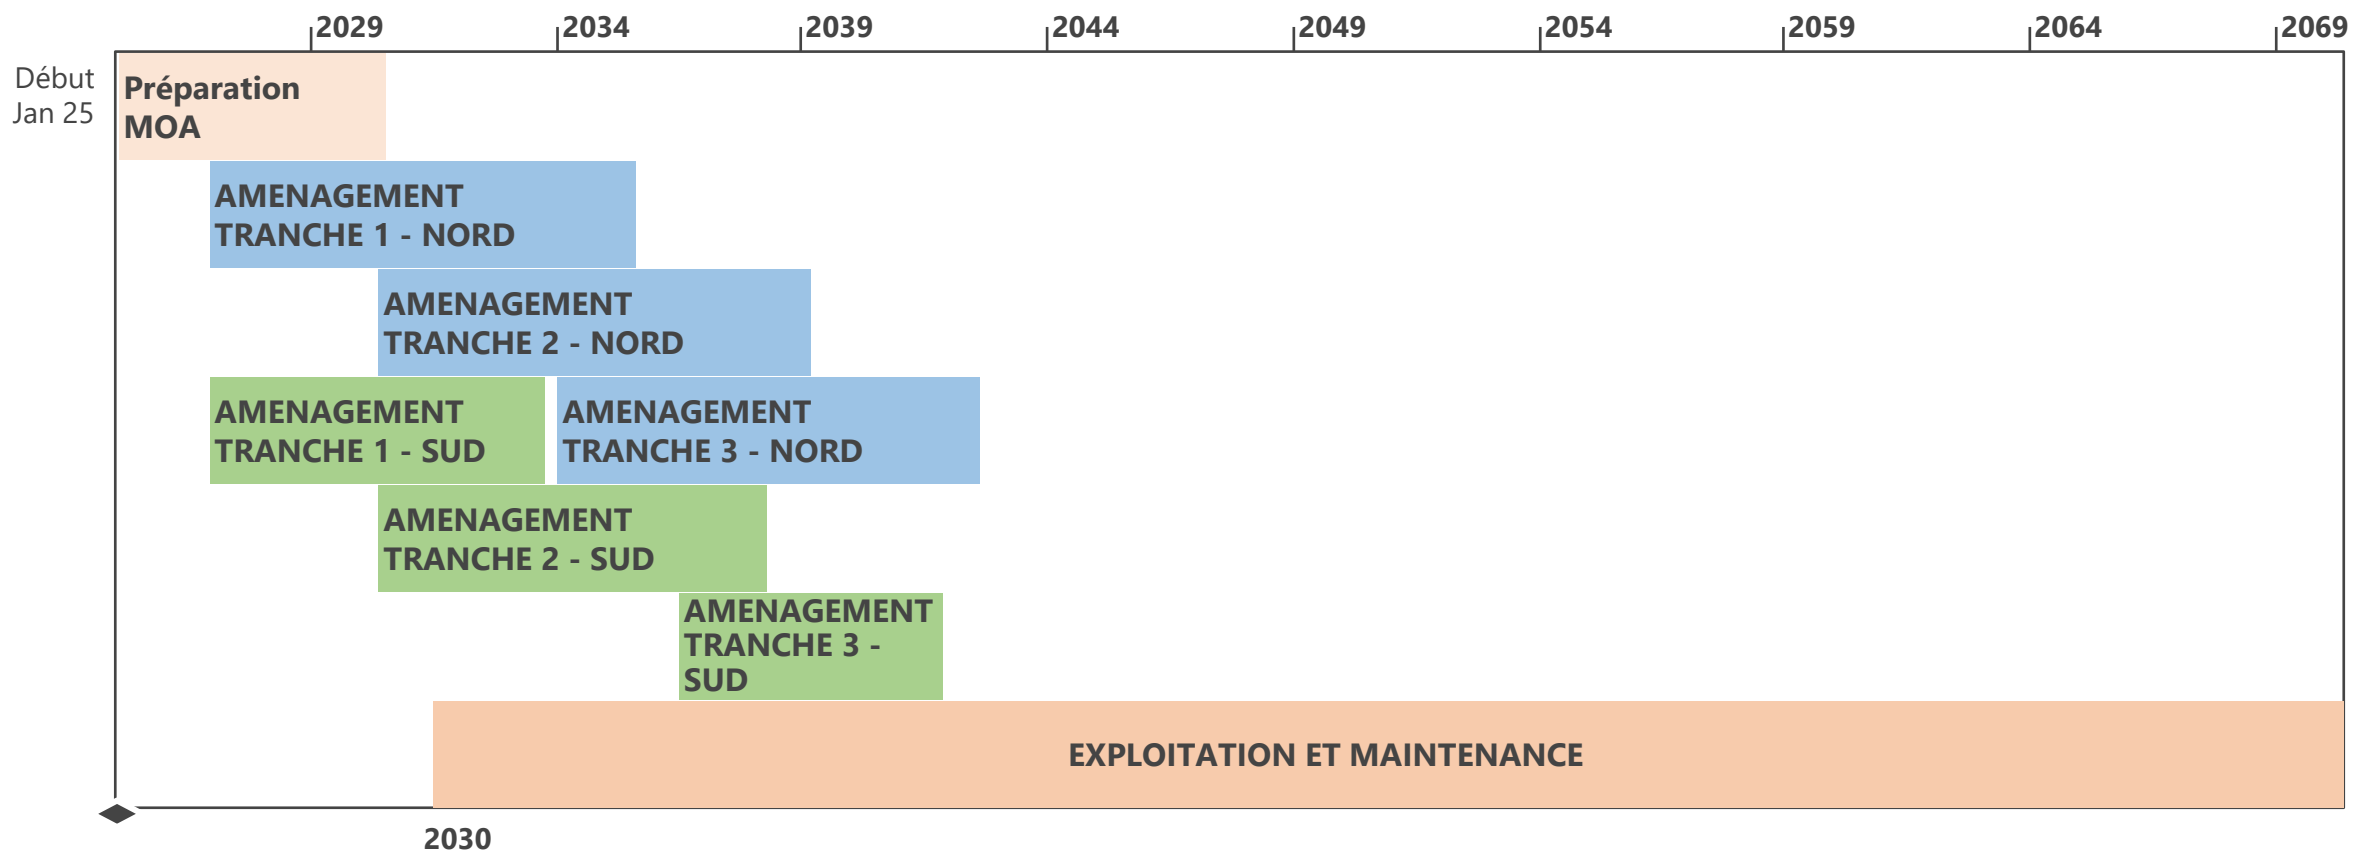 2029 2034 2039 2044 2049 2054 2059 2064 2069
Début
Jan 25
Préparation
MOA
AMENAGEMENT
TRANCHE 1 - NORD
AMENAGEMENT
TRANCHE 2 - NORD
AMENAGEMENT
TRANCHE 1 - SUD
AMENAGEMENT
TRANCHE 3 - NORD
AMENAGEMENT
TRANCHE 2 - SUD
AMENAGEMENT
TRANCHE 3 -
SUD
EXPLOITATION ET MAINTENANCE
2030